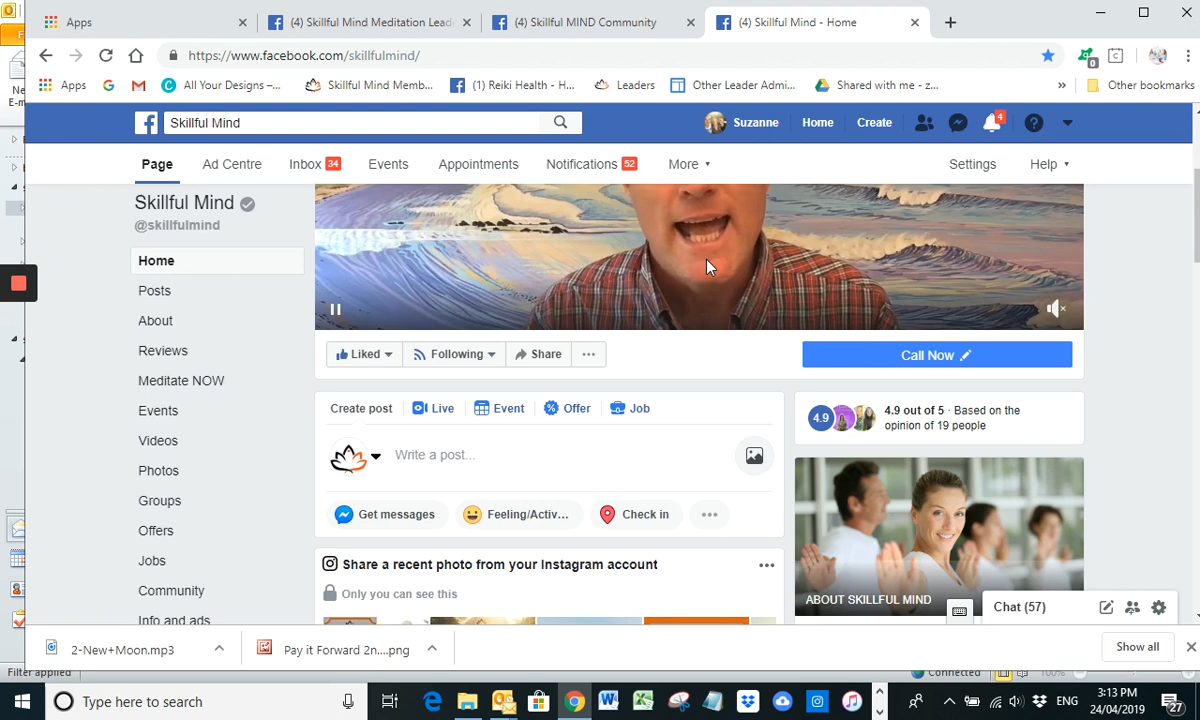 Apps
(4) Skillful Mind Meditation Lead
(4) Skillful MIND Community
(4) Skillful Mind - Home
https://www.facebook.com/skillfulmind/
Apps
All Your Designs –...
Skillful Mind Memb...
(1) Reiki Health - H...
Leaders
Other Leader Admi...
Shared with me - z...
»
Other bookmarks
Skillful Mind
Suzanne
Home
Create
4
Page
Ad Centre
Inbox 34
Events
Appointments
Notifications 52
More
Settings
Help
Skillful Mind
@skillfulmind
Home
Posts
About
Reviews
Meditate NOW
Events
Videos
Photos
Groups
Offers
Jobs
Community
Info and ads
Liked
Following
Share
Call Now
Create post
Live
Event
Offer
Job
Write a post...
Get messages
Feeling/Activ...
Check in
4.9
4.9 out of 5 · Based on the
opinion of 19 people
Share a recent photo from your Instagram account
Only you can see this
ABOUT SKILLFUL MIND
Chat (57)
2-New+Moon.mp3
Pay it Forward 2n....png
Show all
Filter applied
Connected
100%
Type here to search
ENG
3:13 PM
24/04/2019
27